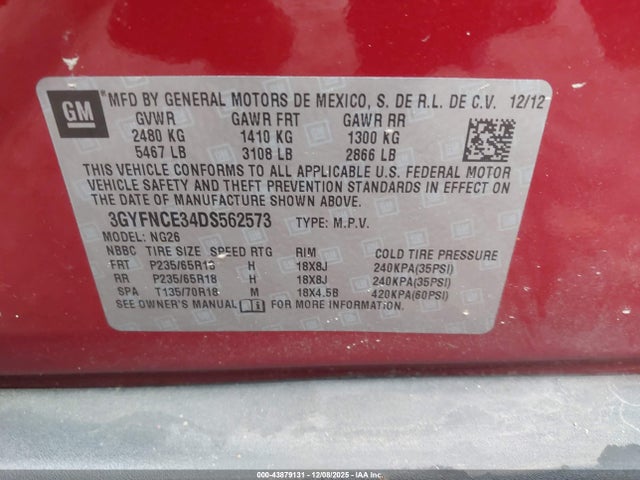 GM
MFD BY GENERAL MOTORS DE MEXICO, S. DE R.L. DE C.V. 12/12
GVWR GAWR FRT GAWR RR
2480 KG 1410 KG 1300 KG
5467 LB 3108 LB 2866 LB
THIS VEHICLE CONFORMS TO ALL APPLICABLE U.S. FEDERAL MOTOR
VEHICLE SAFETY AND THEFT PREVENTION STANDARDS IN EFFECT ON
THE DATE OF MANUFACTURE SHOWN ABOVE.
3GYFNCE34DS562573 TYPE: M.P.V.
MODEL: NG26
NBBC TIRE SIZE SPEED RTG RIM COLD TIRE PRESSURE
FRT P235/65R18 H 18X8J 240KPA(35PSI)
RR P235/65R18 H 18X8J 240KPA(35PSI)
SPA T135/70R18 M 18X4.5B 420KPA(60PSI)
SEE OWNER'S MANUAL FOR MORE INFORMATION.
000-43879131 - 12/08/2025 - IAA Corp.